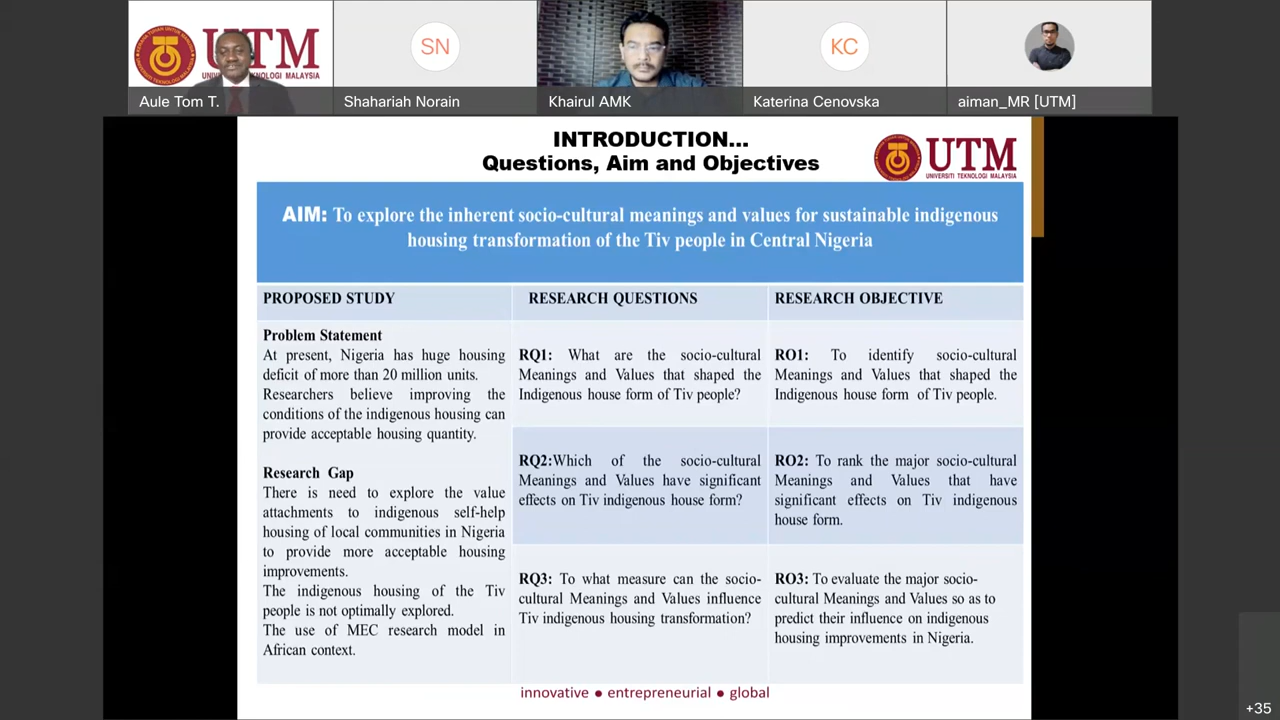 UTM
UNIVERSITI TEKNOLOGI MALAYSIA
SN
KC
Aule Tom T.
Shahariah Norain
Khairul AMK
Katerina Cenovska
aiman_MR [UTM]
INTRODUCTION...
Questions, Aim and Objectives
UTM
UNIVERSITI TEKNOLOGI MALAYSIA
AIM: To explore the inherent socio-cultural meanings and values for sustainable indigenous
housing transformation of the Tiv people in Central Nigeria
PROPOSED STUDY
Problem Statement
At present, Nigeria has huge housing
deficit of more than 20 million units.
Researchers believe improving the
conditions of the indigenous housing can
provide acceptable housing quantity.
Research Gap
There is need to explore the value
attachments to indigenous self-help
housing of local communities in Nigeria
to provide more acceptable housing
improvements.
The indigenous housing of the Tiv
people is not optimally explored.
The use of MEC research model in
African context.
RESEARCH QUESTIONS
RQ1: What are the socio-cultural
Meanings and Values that shaped the
Indigenous house form of Tiv people?
RQ2:Which of the socio-cultural
Meanings and Values have significant
effects on Tiv indigenous house form?
RQ3: To what measure can the socio-
cultural Meanings and Values influence
Tiv indigenous housing transformation?
RESEARCH OBJECTIVE
RO1: To identify socio-cultural
Meanings and Values that shaped the
Indigenous house form of Tiv people.
RO2: To rank the major socio-cultural
Meanings and Values that have
significant effects on Tiv indigenous
house form.
RO3: To evaluate the major socio-
cultural Meanings and Values so as to
predict their influence on indigenous
housing improvements in Nigeria.
innovative ● entrepreneurial ● global
+35